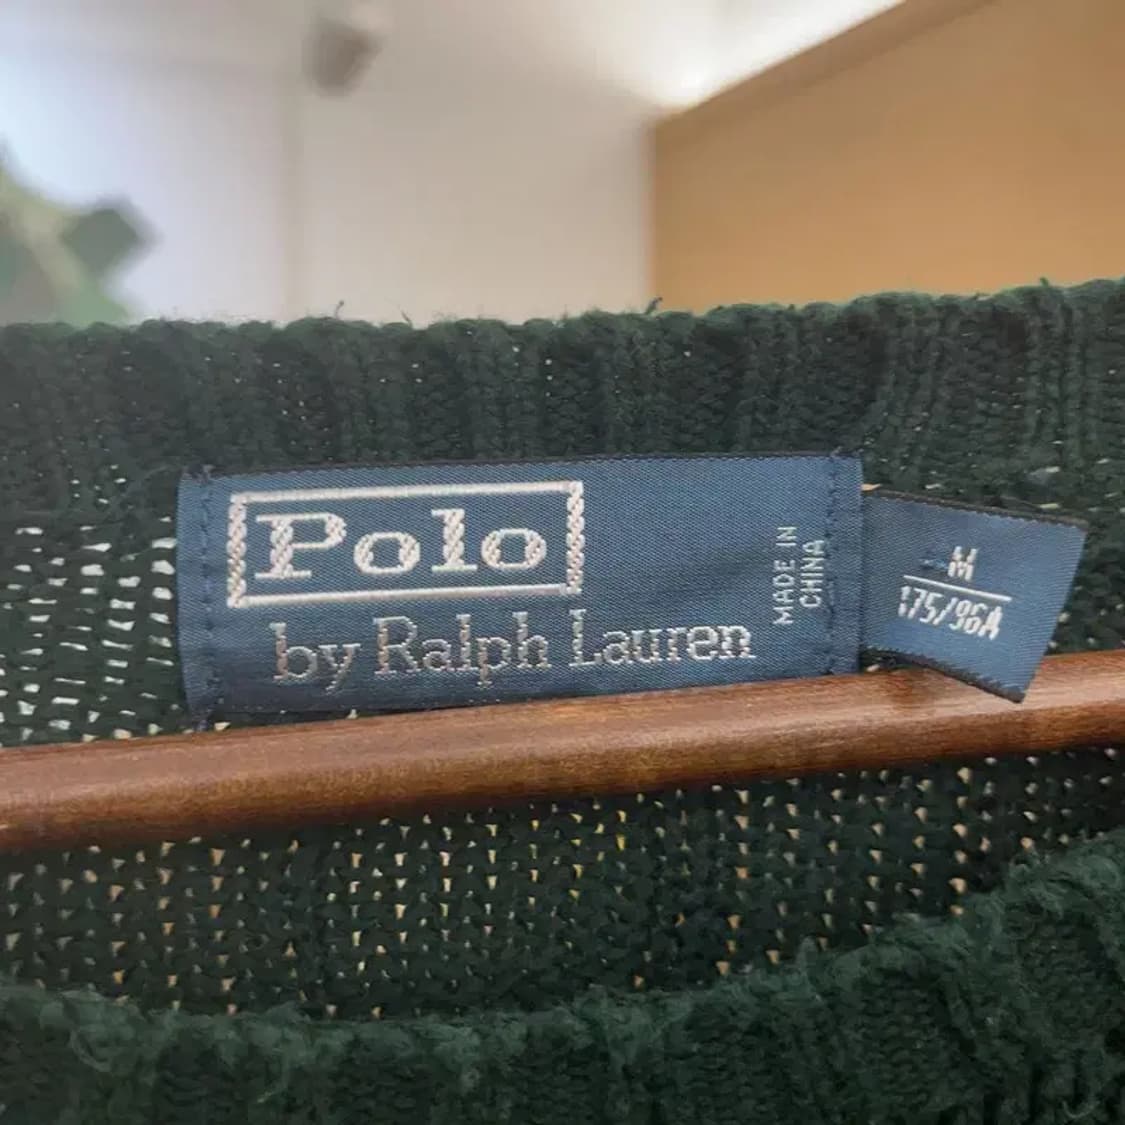 Polo
by Ralph Lauren
MADE IN
CHINA
M
175/96A